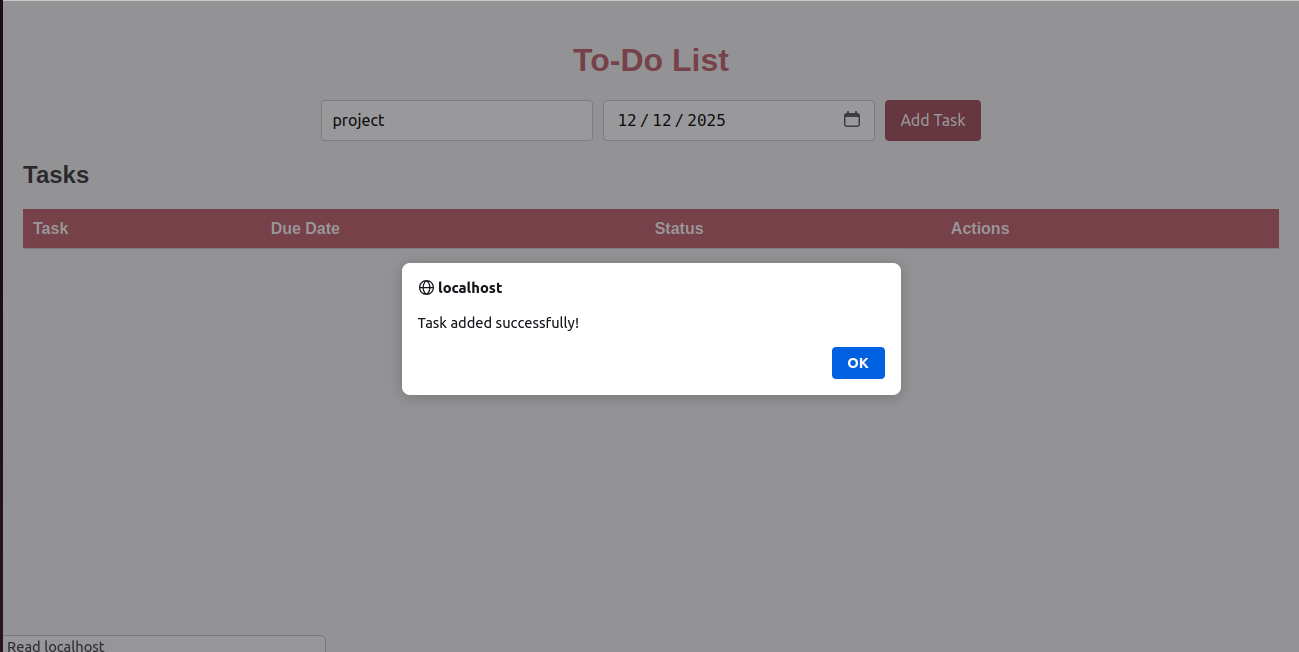 To-Do List
project
12/12/2025
Add Task
Tasks
Task Due Date Status Actions
localhost
Task added successfully!
OK
Read localhost